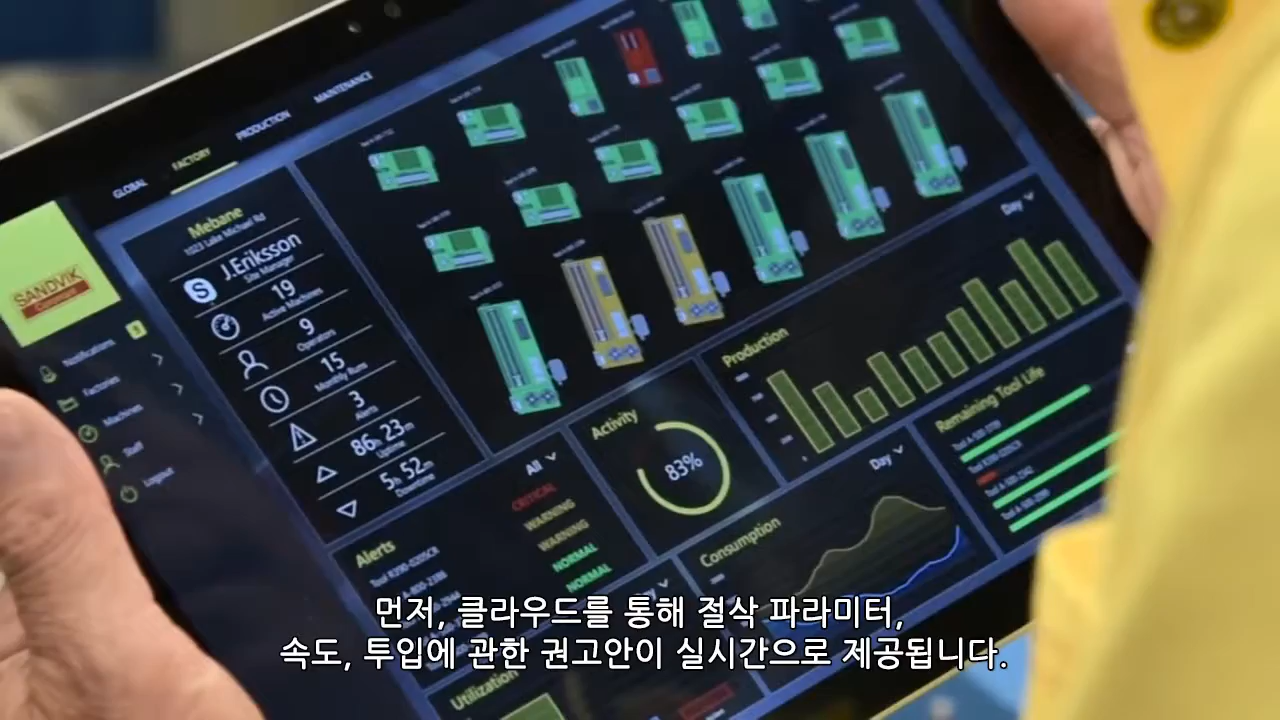 GLOBAL
FACTORY
PRODUCTION
MAINTENANCE
SANDVIK
Coromant
Notifications
Factories
Machines
Staff
Logout
Mebane
1023 Lake Michael Rd
J.Eriksson
Site Manager
19
Active Machines
9
Operators
15
Monthly Runs
3
Alerts
86h 23m
Uptime
5h 52m
Downtime
Alerts
All
CRITICAL
WARNING
WARNING
NORMAL
NORMAL
Activity
83%
Production
Day
Consumption
Day
Remaining Tool Life
Utilization
먼저, 클라우드를 통해 절삭 파라미터,
속도, 투입에 관한 권고안이 실시간으로 제공됩니다.